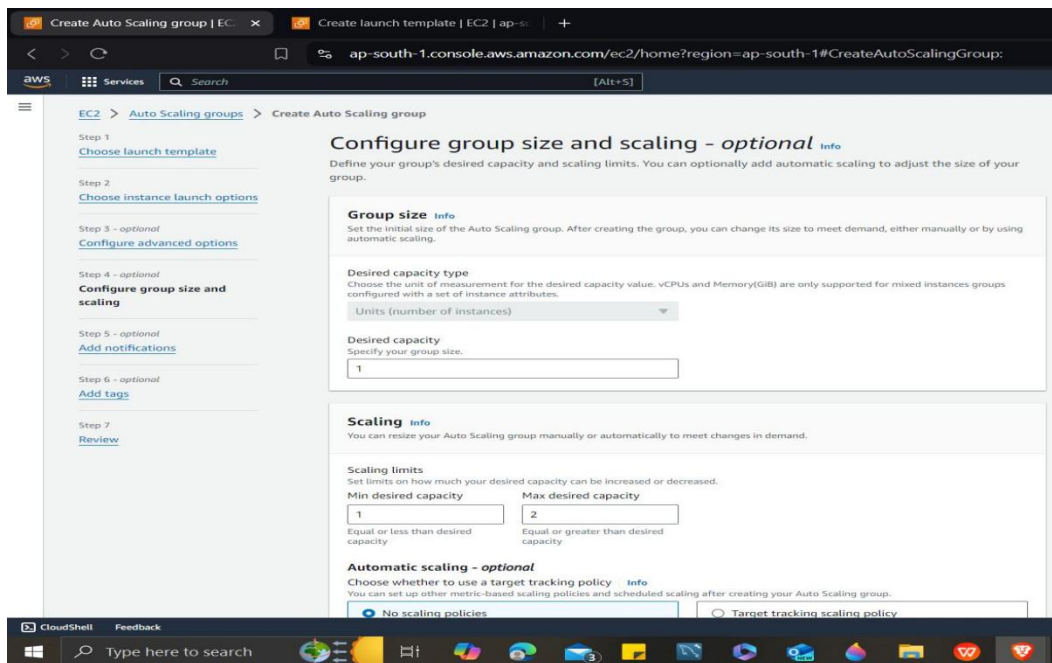 Create Auto Scaling group | EC
Create launch template | EC2 | ap-so
ap-south-1.console.aws.amazon.com/ec2/home?region=ap-south-1#CreateAutoScalingGroup:
aws Services Search [Alt+S]
EC2 > Auto Scaling groups > Create Auto Scaling group
Step 1
Choose launch template
Step 2
Choose instance launch options
Step 3 - optional
Configure advanced options
Step 4 - optional
Configure group size and
scaling
Step 5 - optional
Add notifications
Step 6 - optional
Add tags
Step 7
Review
Configure group size and scaling - optional Info
Define your group's desired capacity and scaling limits. You can optionally add automatic scaling to adjust the size of your
group.
Group size Info
Set the initial size of the Auto Scaling group. After creating the group, you can change its size to meet demand, either manually or by using
automatic scaling.
Desired capacity type
Choose the unit of measurement for the desired capacity value. vCPUs and Memory(GiB) are only supported for mixed instances groups
configured with a set of instance attributes.
Units (number of instances)
Desired capacity
Specify your group size.
1
Scaling Info
You can resize your Auto Scaling group manually or automatically to meet changes in demand.
Scaling limits
Set limits on how much your desired capacity can be increased or decreased.
Min desired capacity Max desired capacity
1 2
Equal or less than desired Equal or greater than desired
capacity capacity
Automatic scaling - optional
Choose whether to use a target tracking policy Info
You can set up other metric-based scaling policies and scheduled scaling after creating your Auto Scaling group.
No scaling policies Target tracking scaling policy
CloudShell Feedback
Type here to search 3 NEW